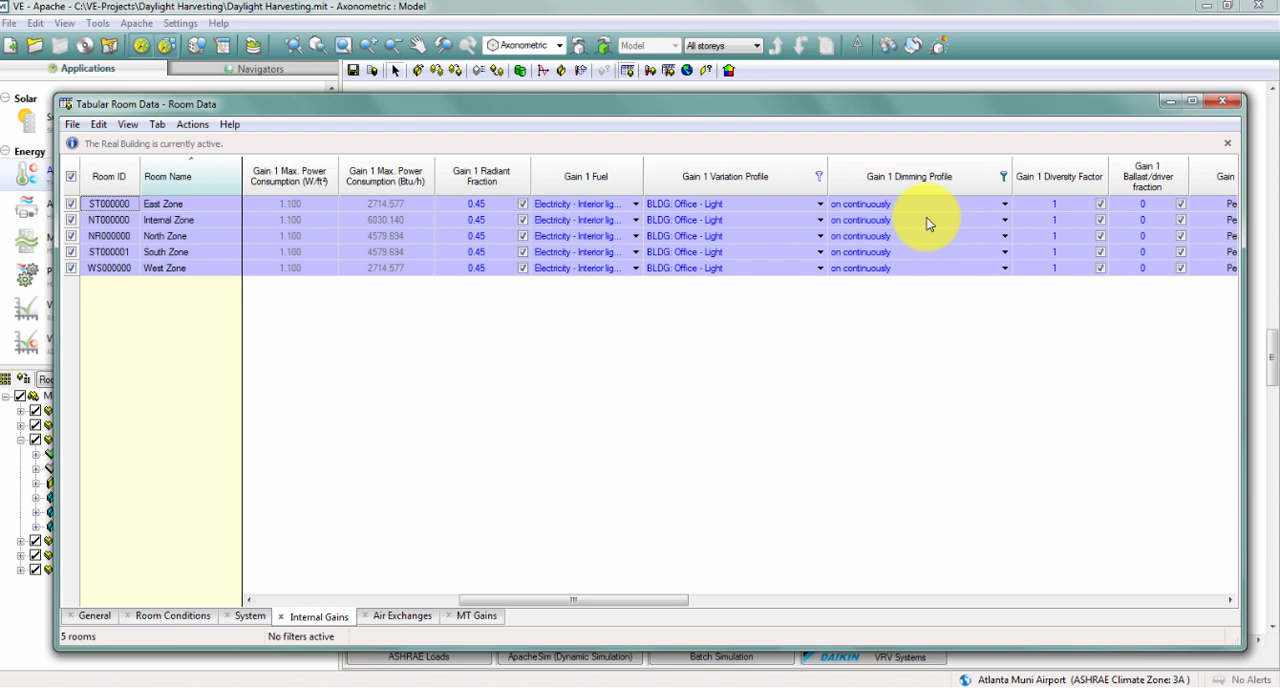 VE - Apache - C:\VE-Projects\Daylight Harvesting\Daylight Harvesting.mit - Axonometric : Model
File Edit View Tools Apache Settings Help
Axonometric Model All storeys
Applications Navigators
Solar
Energy
Tabular Room Data - Room Data
File Edit View Tab Actions Help
The Real Building is currently active.
Room ID Room Name Gain 1 Max. Power Consumption (W/ft²) Gain 1 Max. Power Consumption (Btu/h) Gain 1 Radiant Fraction Gain 1 Fuel Gain 1 Variation Profile Gain 1 Dimming Profile Gain 1 Diversity Factor Gain 1 Ballast/driver fraction Gain
ST000000 East Zone 1.100 2714.577 0.45 Electricity - Interior lig... BLDG: Office - Light on continuously 1 0 Pe
NT000000 Internal Zone 1.100 6030.140 0.45 Electricity - Interior lig... BLDG: Office - Light on continuously 1 0 Pe
NR000000 North Zone 1.100 4579.694 0.45 Electricity - Interior lig... BLDG: Office - Light on continuously 1 0 Pe
ST000001 South Zone 1.100 4579.694 0.45 Electricity - Interior lig... BLDG: Office - Light on continuously 1 0 Pe
WS000000 West Zone 1.100 2714.577 0.45 Electricity - Interior lig... BLDG: Office - Light on continuously 1 0 Pe
General Room Conditions System Internal Gains Air Exchanges MT Gains
5 rooms No filters active
ASHRAE Loads ApacheSim (Dynamic Simulation) Batch Simulation DAIKIN VRV Systems
Atlanta Muni Airport (ASHRAE Climate Zone: 3A ) No Alerts